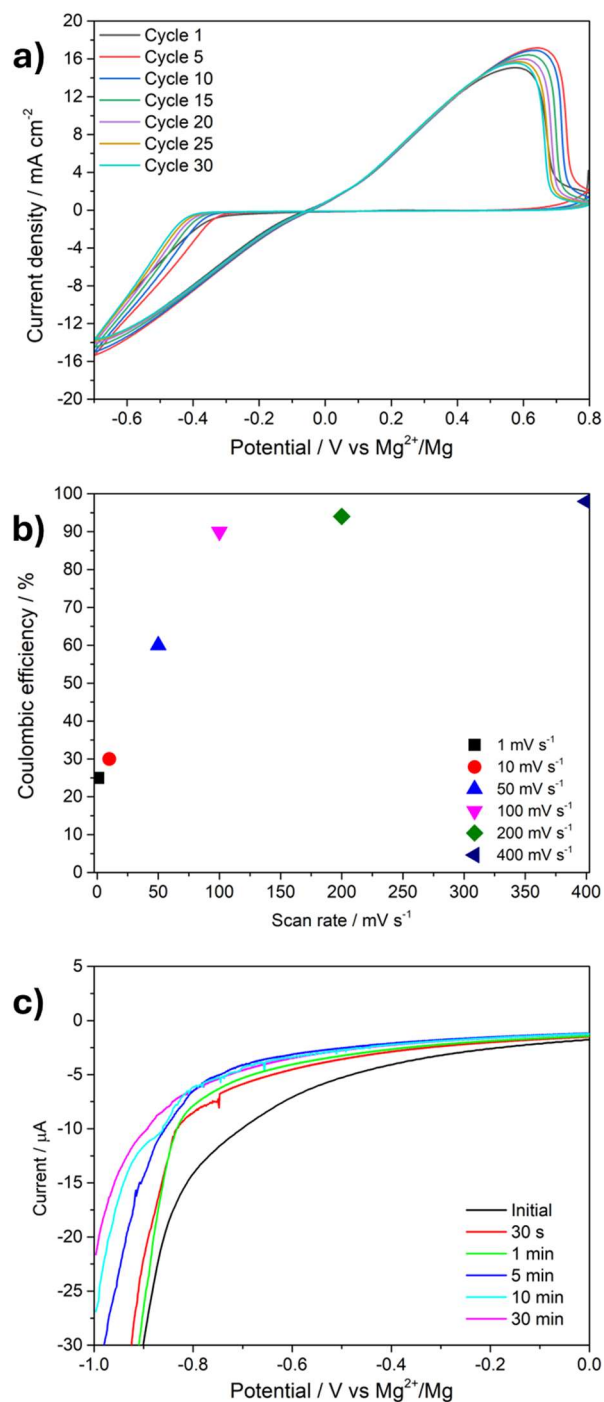 a)
Cycle 1
Cycle 5
Cycle 10
Cycle 15
Cycle 20
Cycle 25
Cycle 30
20
16
12
8
4
0
-4
-8
-12
-16
-20
Current density / mA cm⁻²
-0.6 -0.4 -0.2 0.0 0.2 0.4 0.6 0.8
Potential / V vs Mg²⁺/Mg
b)
100
90
80
70
60
50
40
30
20
10
0
Coulombic efficiency / %
1 mV s⁻¹
10 mV s⁻¹
50 mV s⁻¹
100 mV s⁻¹
200 mV s⁻¹
400 mV s⁻¹
0 50 100 150 200 250 300 350 400
Scan rate / mV s⁻¹
c)
5
0
-5
-10
-15
-20
-25
-30
Current / µA
Initial
30 s
1 min
5 min
10 min
30 min
-1.0 -0.8 -0.6 -0.4 -0.2 0.0
Potential / V vs Mg²⁺/Mg